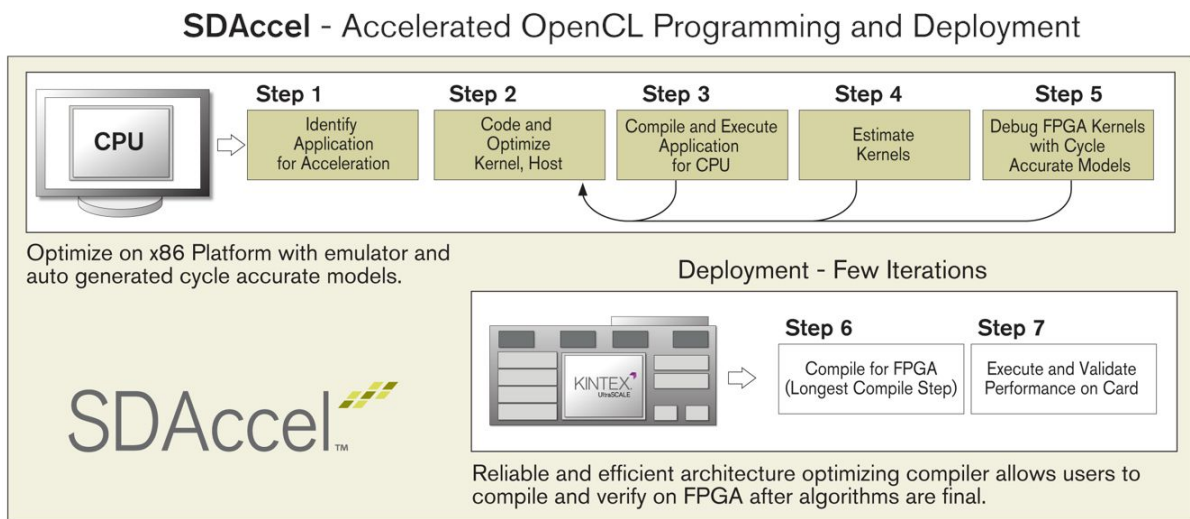 SDAccel - Accelerated OpenCL Programming and Deployment
CPU
Step 1
Identify
Application
for Acceleration
Step 2
Code and
Optimize
Kernel, Host
Step 3
Compile and Execute
Application
for CPU
Step 4
Estimate
Kernels
Step 5
Debug FPGA Kernels
with Cycle
Accurate Models
Optimize on x86 Platform with emulator and
auto generated cycle accurate models.
Deployment - Few Iterations
KINTEX
UltraSCALE
Step 6
Compile for FPGA
(Longest Compile Step)
Step 7
Execute and Validate
Performance on Card
SDAccel™
Reliable and efficient architecture optimizing compiler allows users to
compile and verify on FPGA after algorithms are final.